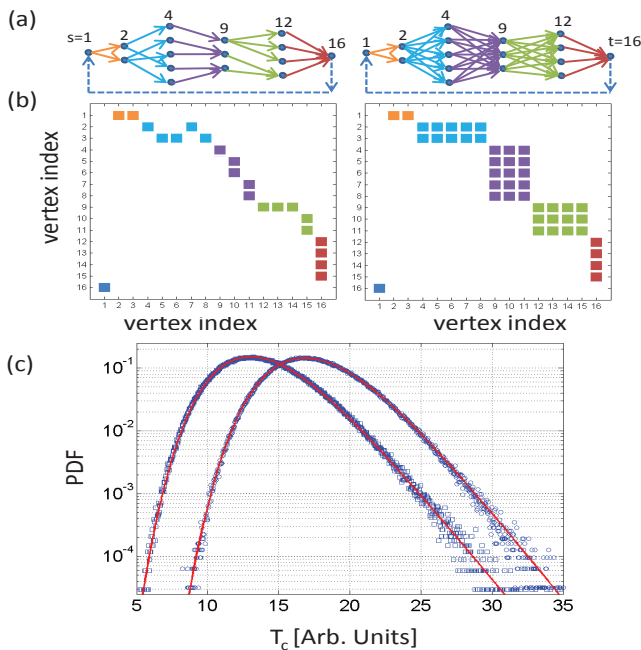 (a)
s=1 2 4 9 12 16
1 2 4 9 12 t=16
(b)
vertex index
1
2
3
4
5
6
7
8
9
10
11
12
13
14
15
16
1 2 3 4 5 6 7 8 9 10 11 12 13 14 15 16
vertex index
1
2
3
4
5
6
7
8
9
10
11
12
13
14
15
16
1 2 3 4 5 6 7 8 9 10 11 12 13 14 15 16
vertex index
(c)
PDF
10⁻¹
10⁻²
10⁻³
10⁻⁴
5 10 15 20 25 30 35
T_c [Arb. Units]